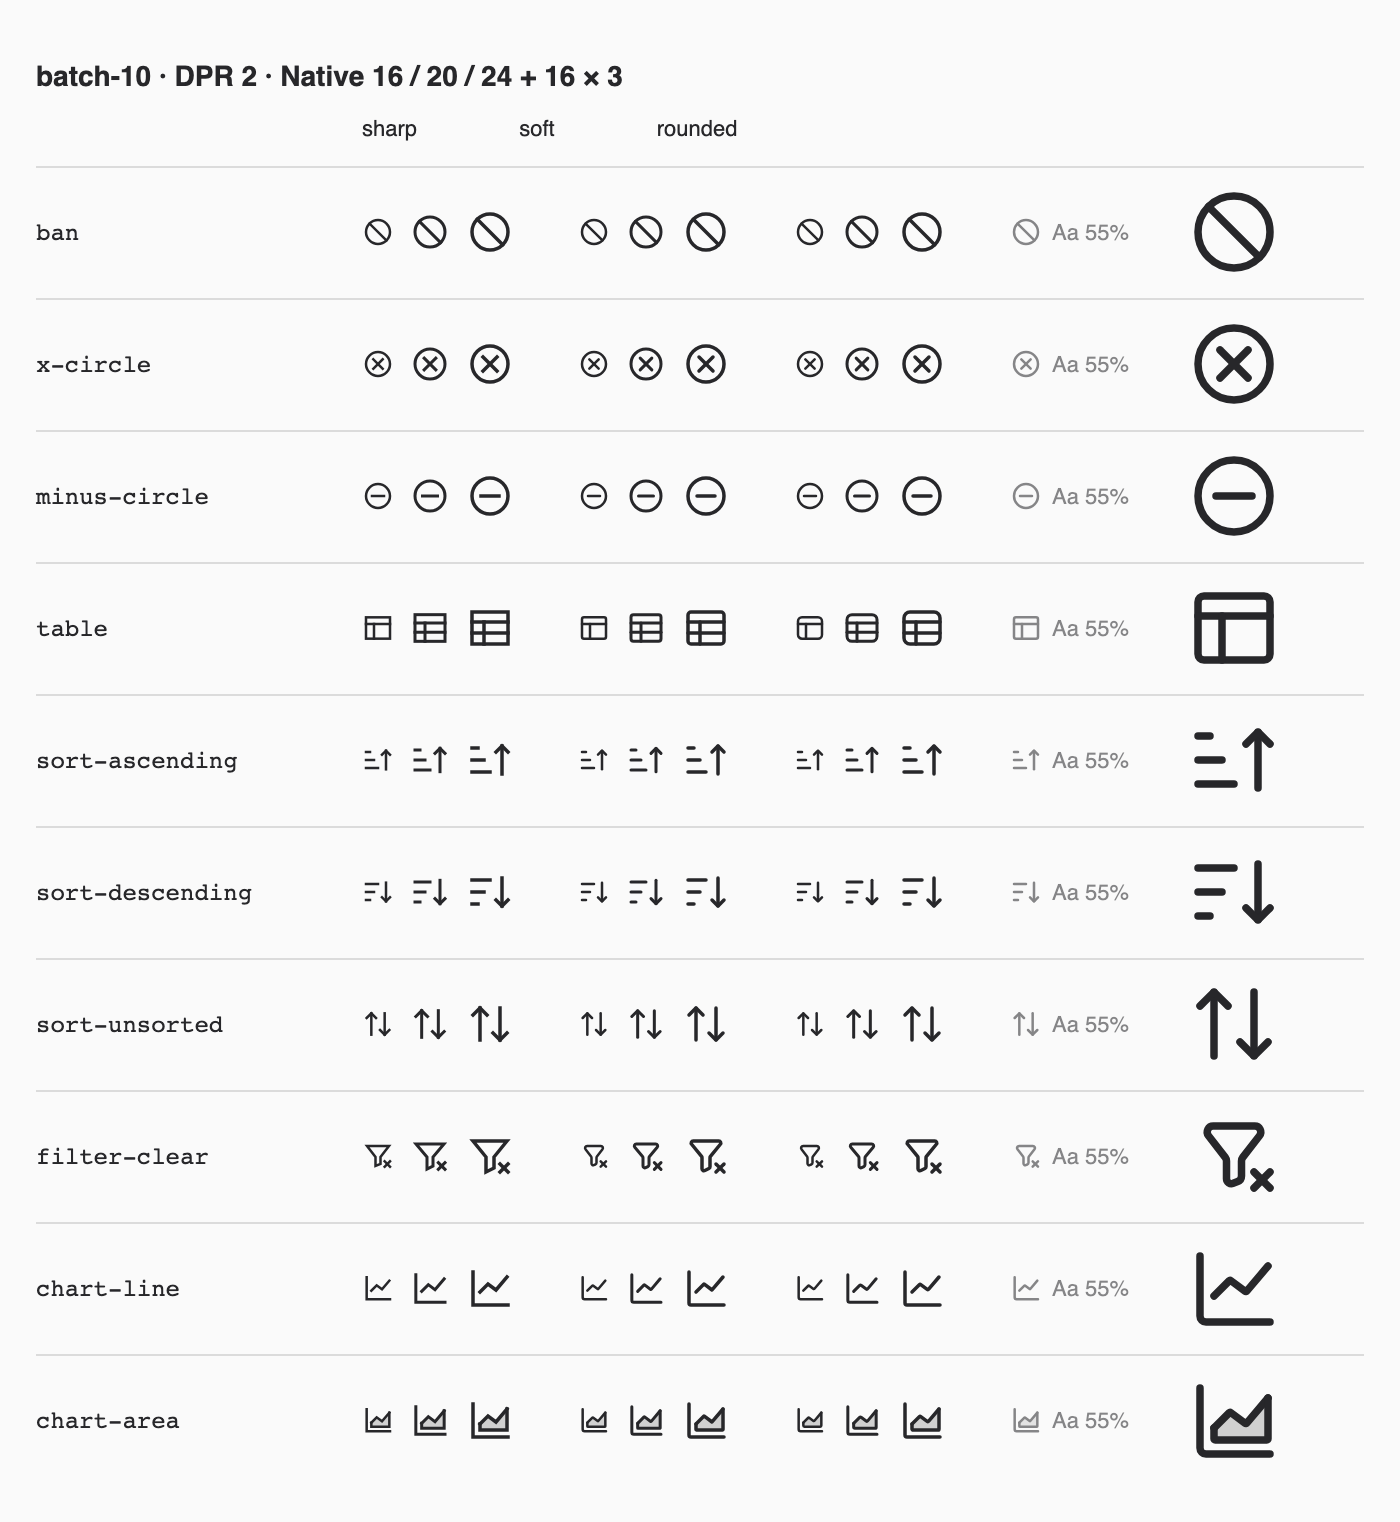 batch-10 · DPR 2 · Native 16 / 20 / 24 + 16 × 3
sharp soft rounded
ban Aa 55%
x-circle Aa 55%
minus-circle Aa 55%
table Aa 55%
sort-ascending Aa 55%
sort-descending Aa 55%
sort-unsorted Aa 55%
filter-clear Aa 55%
chart-line Aa 55%
chart-area Aa 55%